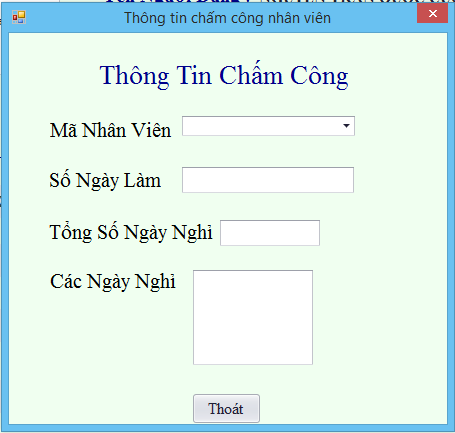 Thông tin chấm công nhân viên
Thông Tin Chấm Công
Mã Nhân Viên
Số Ngày Làm
Tổng Số Ngày Nghỉ
Các Ngày Nghỉ
Thoát